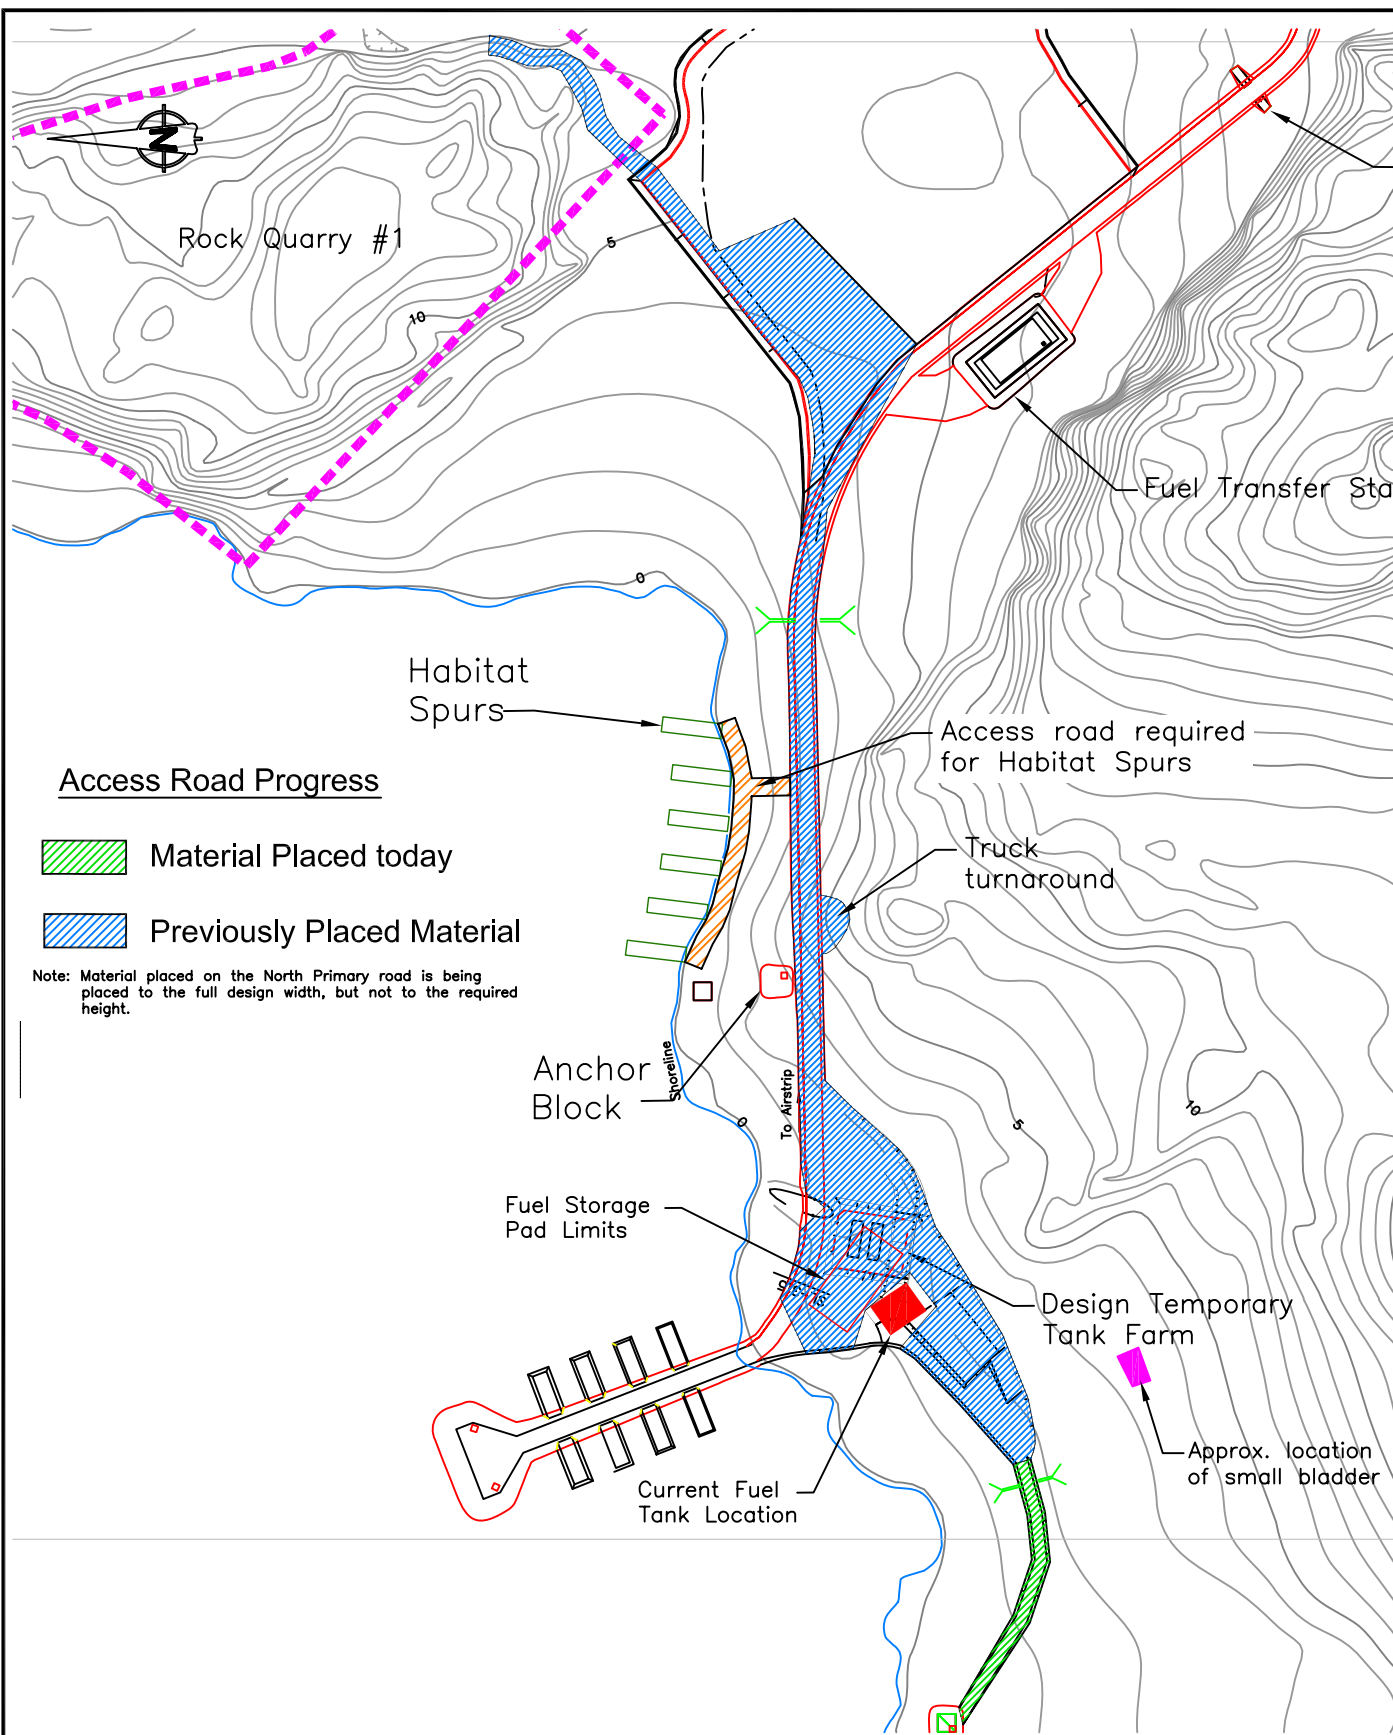 N
Rock Quarry #1
5
10
Fuel Transfer Sta
0
Habitat
Spurs
Access road required
for Habitat Spurs
Access Road Progress
Truck
turnaround
Material Placed today
Previously Placed Material
Note: Material placed on the North Primary road is being
placed to the full design width, but not to the required
height.
Anchor
Block
Shoreline
To Airstrip
0
5
10
Fuel Storage
Pad Limits
Design Temporary
Tank Farm
Approx. location
of small bladder
Current Fuel
Tank Location